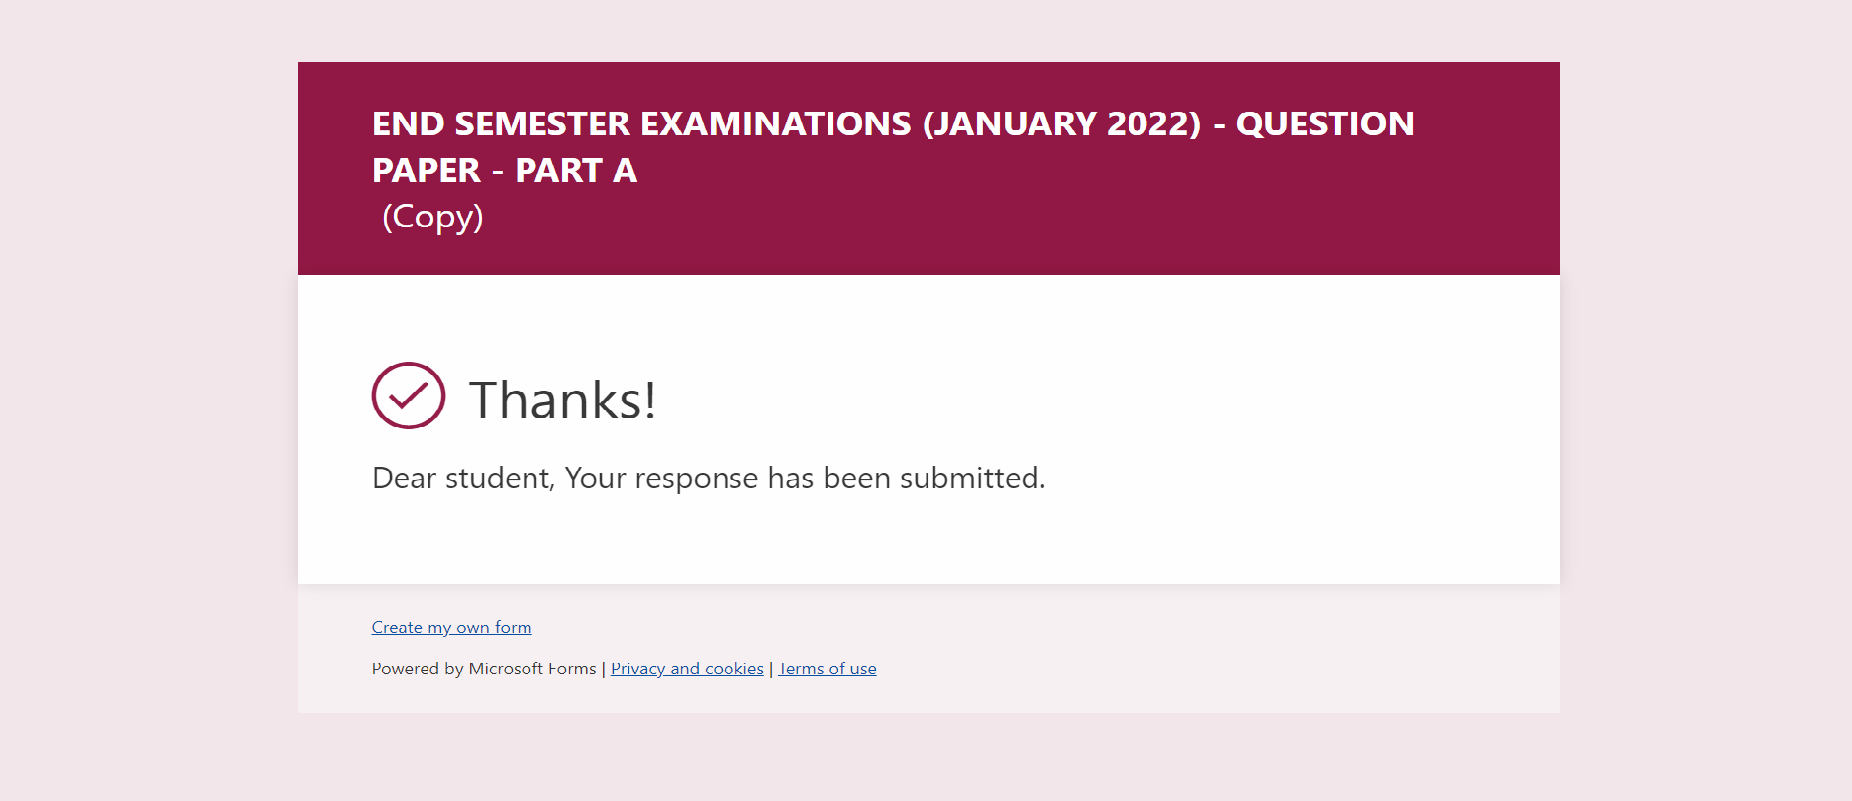 END SEMESTER EXAMINATIONS (JANUARY 2022) - QUESTION
PAPER - PART A
(Copy)
Thanks!
Dear student, Your response has been submitted.
Create my own form
Powered by Microsoft Forms | Privacy and cookies | Terms of use